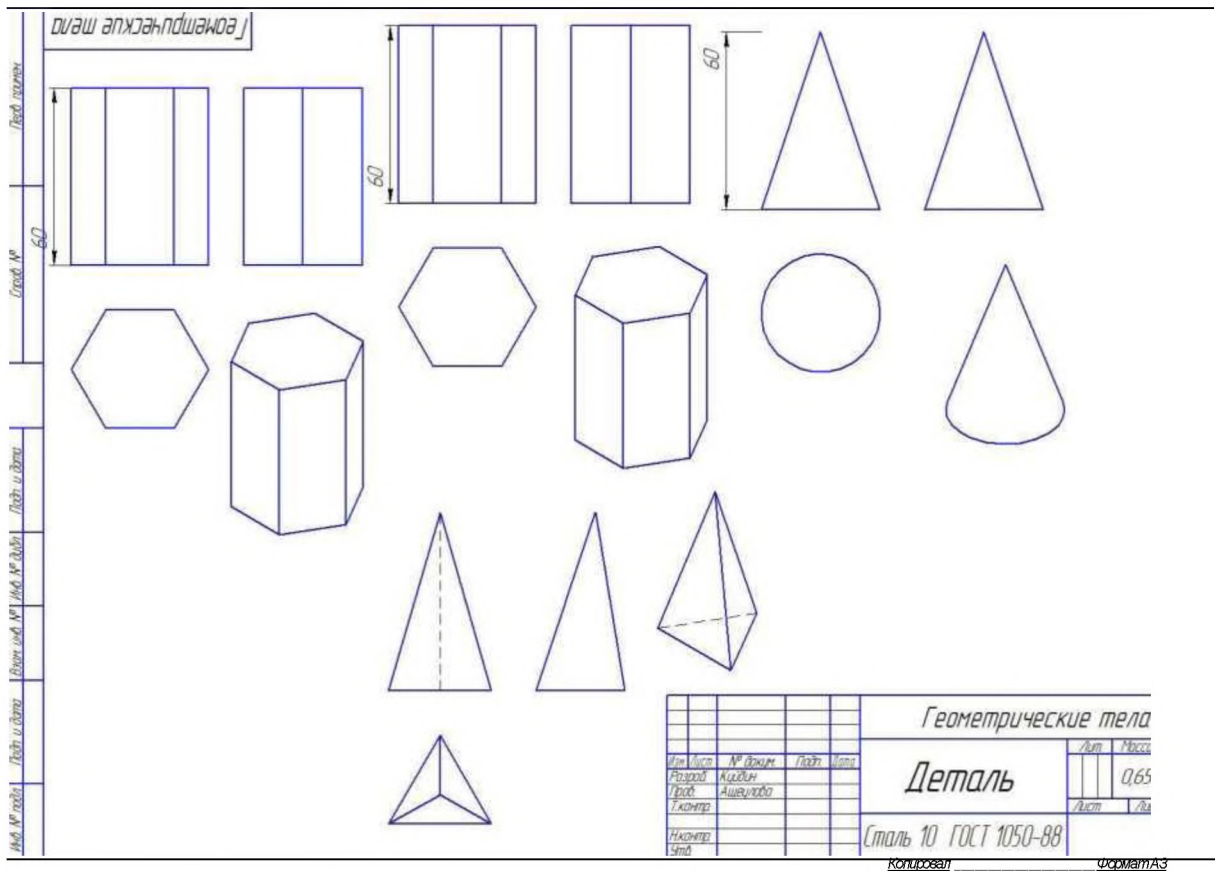 Геометрические тела
60
60
60
Перв. примен.
Справ. №
Подп. и дата
Инв. № дубл.
Взам. инв. №
Подп. и дата
Инв. № подл.
Геометрические тела
Лит. Масса
Изм. Лист № докум. Подп. Дата
Деталь
0,65
Разраб.
Пров. Ашеулова
Т.контр.
Лист
Н.контр.
Утв.
Сталь 10 ГОСТ 1050-88
Копировал Формат А3